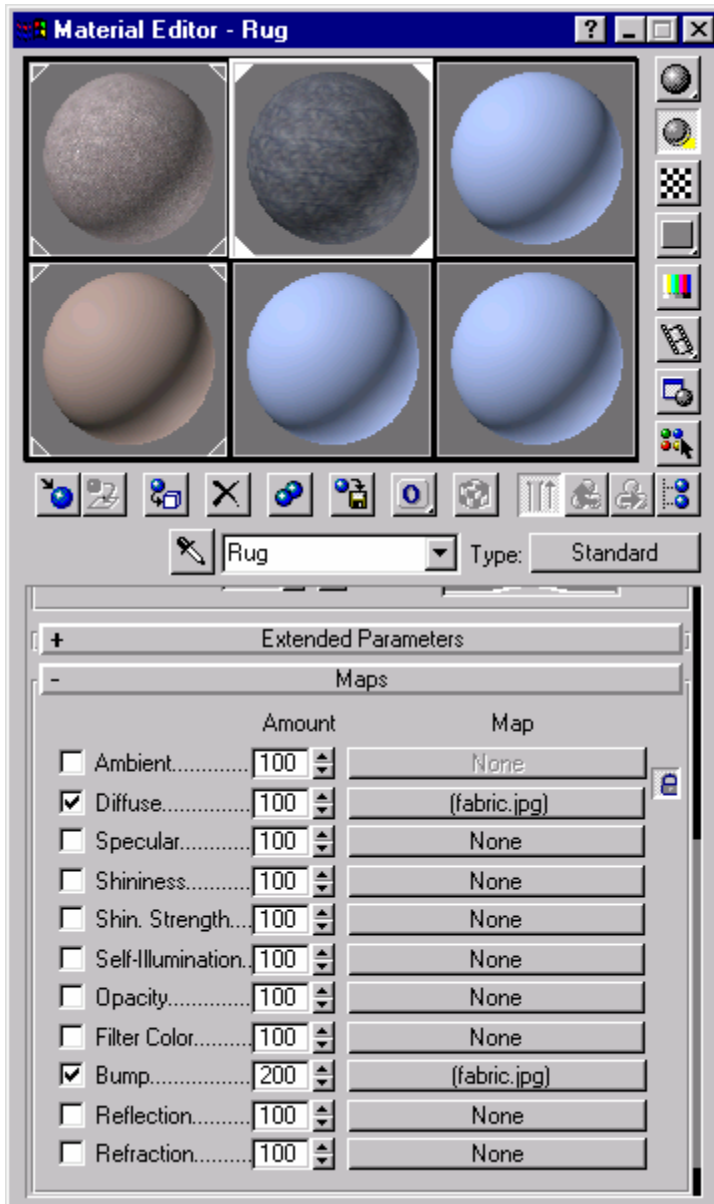 Material Editor - Rug
Rug Type: Standard
+ Extended Parameters
- Maps
Amount Map
Ambient............. 100 None
Diffuse.............. 100 (fabric.jpg)
Specular............ 100 None
Shininess........... 100 None
Shin. Strength.... 100 None
Self-Illumination.. 100 None
Opacity............. 100 None
Filter Color......... 100 None
Bump................ 200 (fabric.jpg)
Reflection.......... 100 None
Refraction......... 100 None